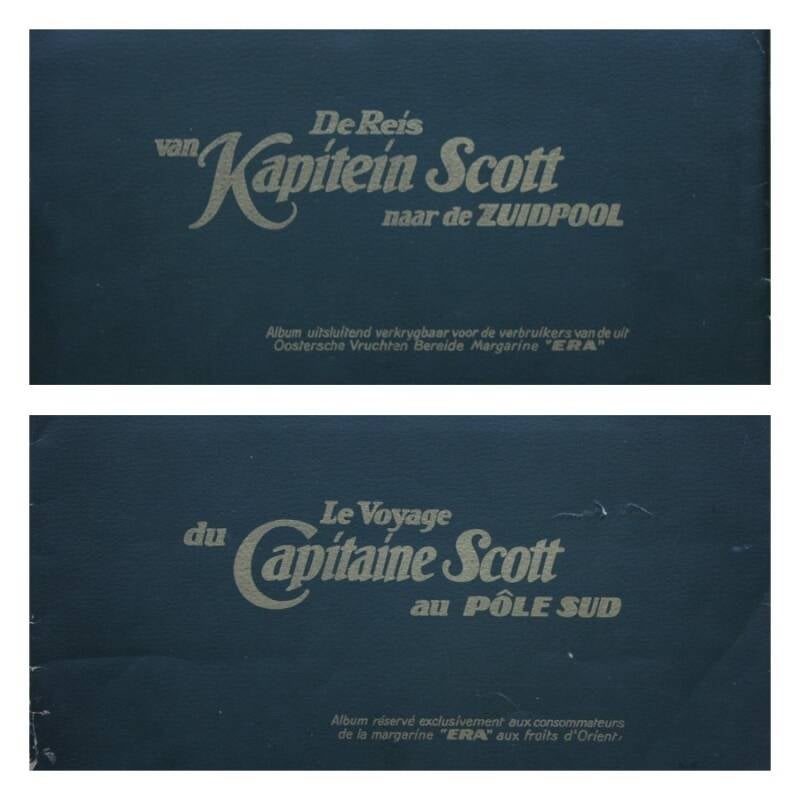 De Reis
van Kapitein Scott
naar de ZUIDPOOL
Album uitsluitend verkrygbaar voor de verbruikers van de uit
Oostersche Vruchten Bereide Margarine "ERA"
Le Voyage
du Capitaine Scott
au PÔLE SUD
Album réservé exclusivement aux consommateurs
de la margarine "ERA" aux fruits d'Orient.